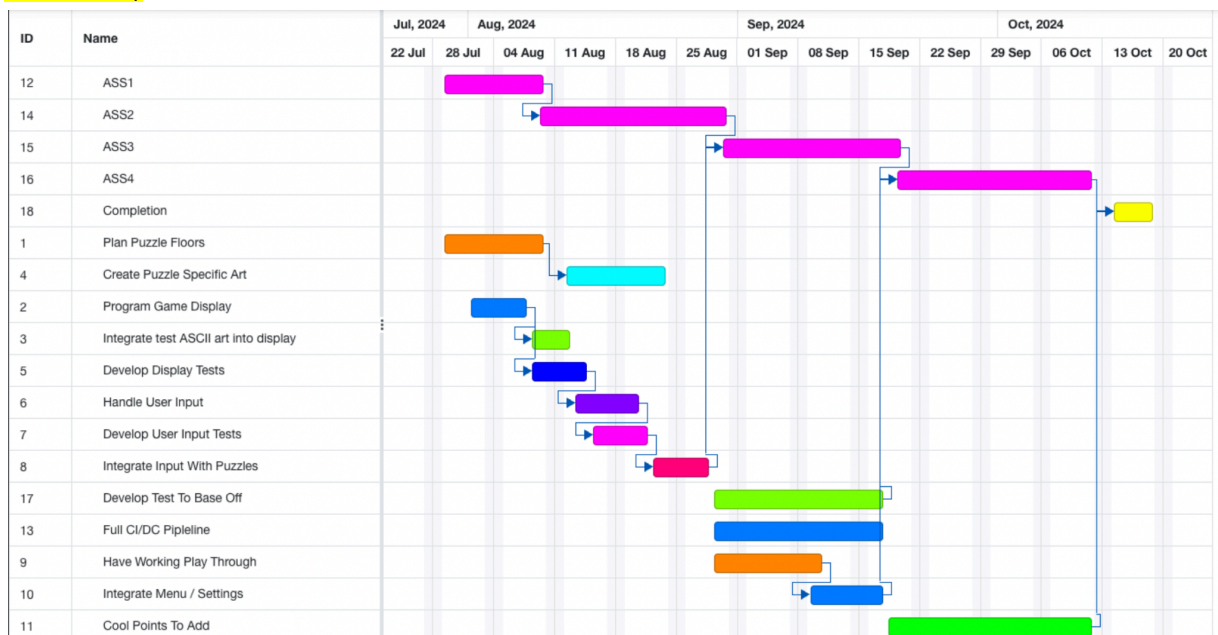 Jul, 2024 Aug, 2024 Sep, 2024 Oct, 2024
ID Name
22 Jul 28 Jul 04 Aug 11 Aug 18 Aug 25 Aug 01 Sep 08 Sep 15 Sep 22 Sep 29 Sep 06 Oct 13 Oct 20 Oct
12 ASS1
14 ASS2
15 ASS3
16 ASS4
18 Completion
1 Plan Puzzle Floors
4 Create Puzzle Specific Art
2 Program Game Display
3 Integrate test ASCII art into display
5 Develop Display Tests
6 Handle User Input
7 Develop User Input Tests
8 Integrate Input With Puzzles
17 Develop Test To Base Off
13 Full CI/DC Pipleline
9 Have Working Play Through
10 Integrate Menu / Settings
11 Cool Points To Add